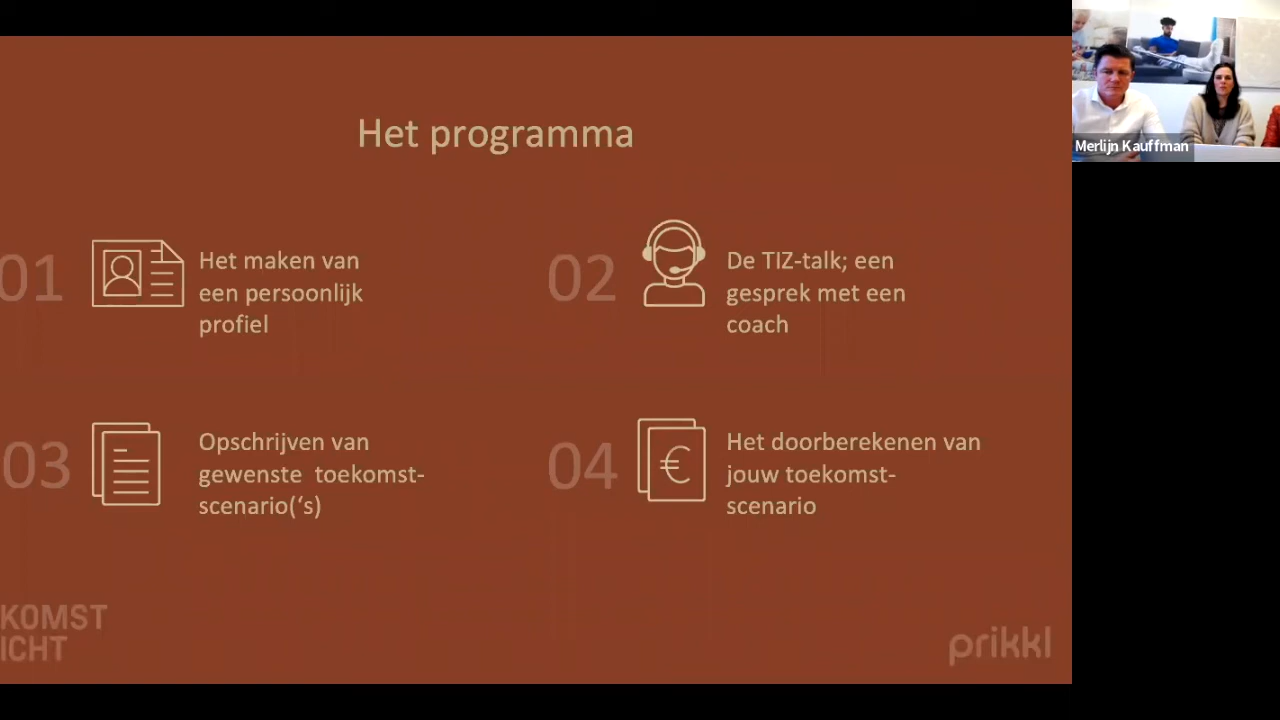 Het programma
01
Het maken van
een persoonlijk
profiel
02
De TIZ-talk; een
gesprek met een
coach
03
Opschrijven van
gewenste toekomst-
scenario(‘s)
04
€
Het doorberekenen van
jouw toekomst-
scenario
KOMST
ICHT
prikkl
Merlijn Kauffman